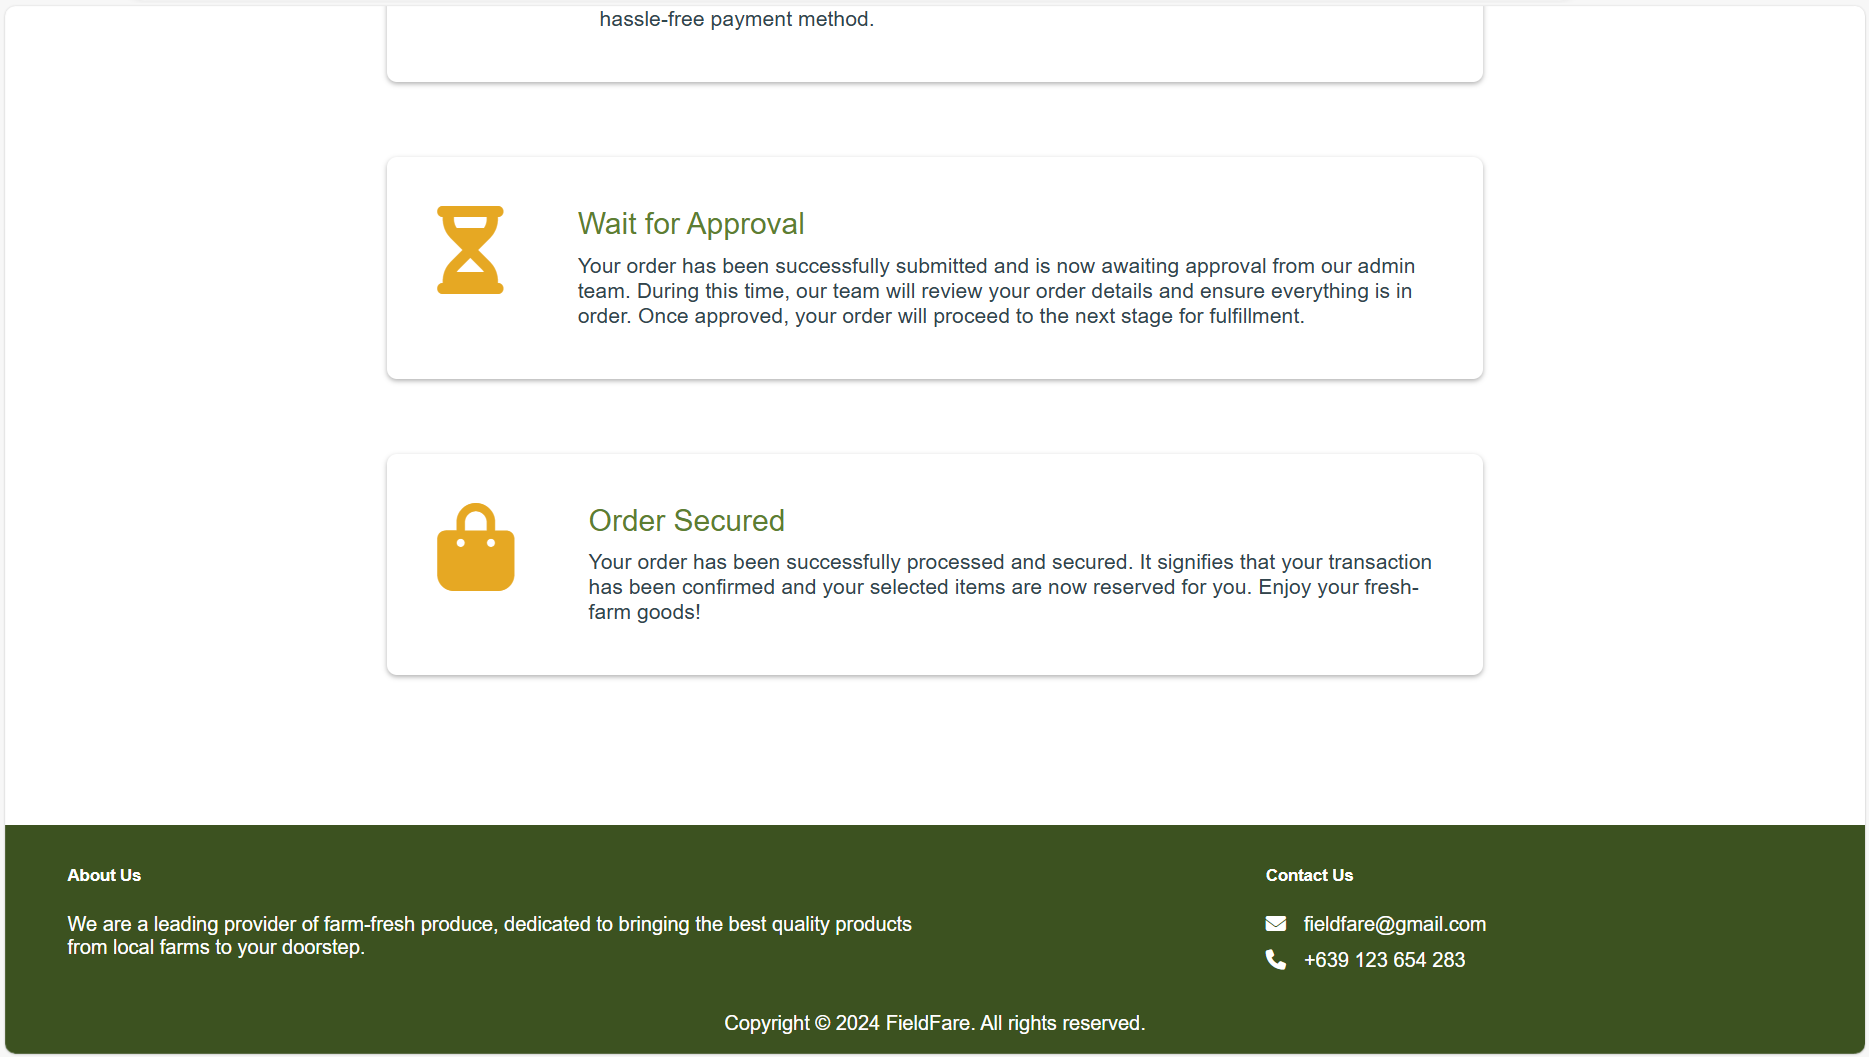 hassle-free payment method.
Wait for Approval
Your order has been successfully submitted and is now awaiting approval from our admin
team. During this time, our team will review your order details and ensure everything is in
order. Once approved, your order will proceed to the next stage for fulfillment.
Order Secured
Your order has been successfully processed and secured. It signifies that your transaction
has been confirmed and your selected items are now reserved for you. Enjoy your fresh-
farm goods!
About Us
We are a leading provider of farm-fresh produce, dedicated to bringing the best quality products
from local farms to your doorstep.
Contact Us
fieldfare@gmail.com
+639 123 654 283
Copyright © 2024 FieldFare. All rights reserved.